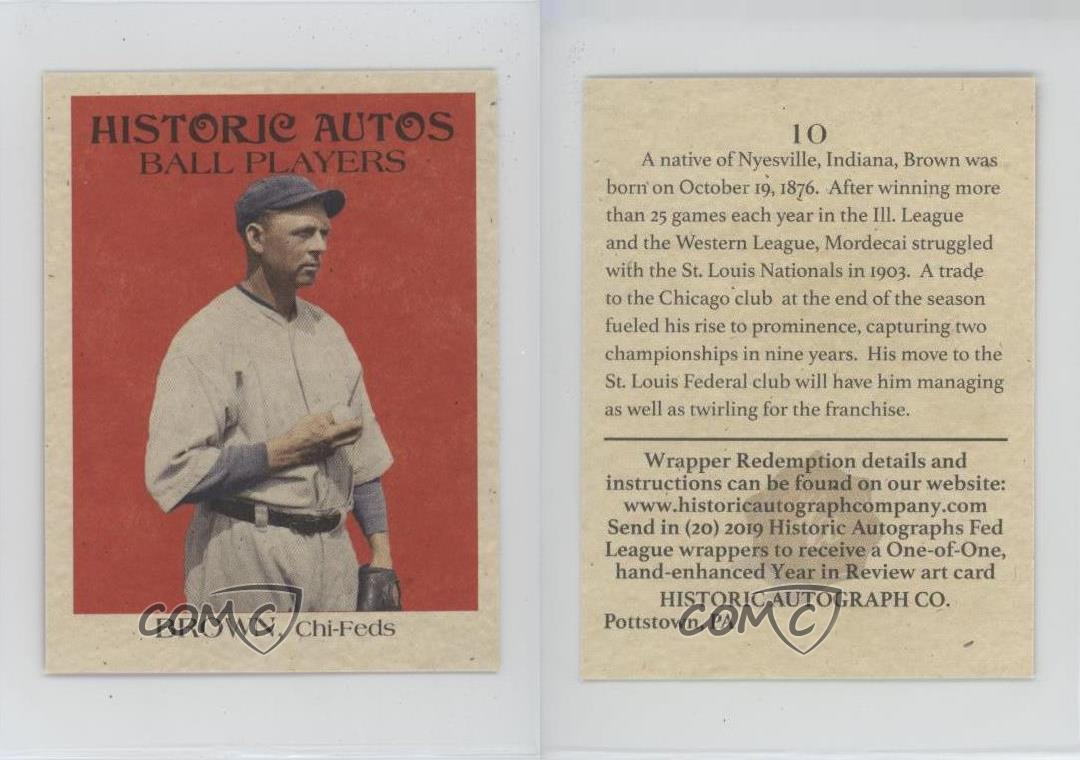 HISTORIC AUTOS
BALL PLAYERS
BROWN, Chi-Feds
COMC
10
A native of Nyesville, Indiana, Brown was
born on October 19, 1876. After winning more
than 25 games each year in the Ill. League
and the Western League, Mordecai struggled
with the St. Louis Nationals in 1903. A trade
to the Chicago club at the end of the season
fueled his rise to prominence, capturing two
championships in nine years. His move to the
St. Louis Federal club will have him managing
as well as twirling for the franchise.
Wrapper Redemption details and
instructions can be found on our website:
www.historicautographcompany.com
Send in (20) 2019 Historic Autographs Fed
League wrappers to receive a One-of-One,
hand-enhanced Year in Review art card
HISTORIC AUTOGRAPH CO.
Pottstown, PA
COMC